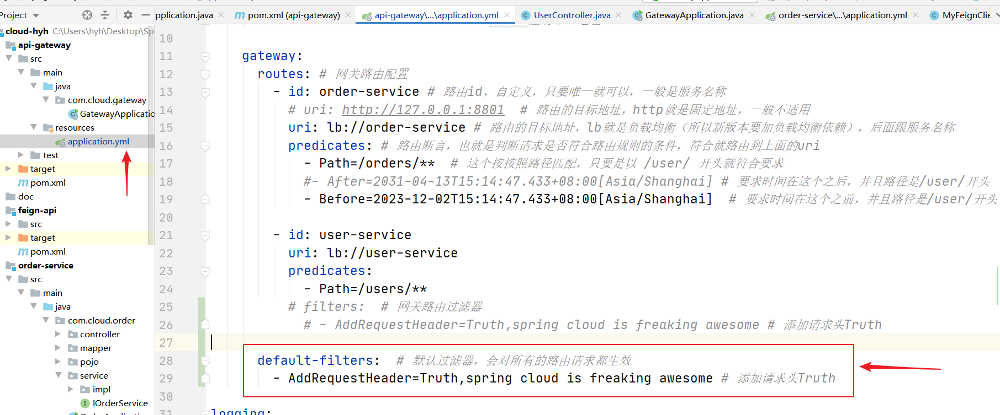 Project
pplication.java
pom.xml (api-gateway)
api-gateway\...\application.yml
UserController.java
GatewayApplication.java
order-service\...\application.yml
MyFeignClie
cloud-hyh C:\Users\hyh\Desktop\Sp
api-gateway
src
main
java
com.cloud.gateway
GatewayApplicatio
resources
application.yml
test
target
pom.xml
doc
feign-api
src
target
pom.xml
order-service
src
main
java
com.cloud.order
controller
mapper
pojo
service
impl
IOrderService
10
11 gateway:
12 routes: # 网关路由配置
13 - id: order-service # 路由id，自定义，只要唯一就可以，一般是服务名称
14 # uri: http://127.0.0.1:8801 # 路由的目标地址，http就是固定地址，一般不适用
15 uri: lb://order-service # 路由的目标地址，lb就是负载均衡（所以新版本要加负载均衡依赖），后面跟服务名称
16 predicates: # 路由断言，也就是判断请求是否符合路由规则的条件，符合就路由到上面的uri
17 - Path=/orders/** # 这个按按照路径匹配，只要是以 /user/ 开头就符合要求
18 #- After=2031-04-13T15:14:47.433+08:00[Asia/Shanghai] # 要求时间在这个之后，并且路径是/user/开头
19 - Before=2023-12-02T15:14:47.433+08:00[Asia/Shanghai] # 要求时间在这个之前，并且路径是/user/开头
20
21 - id: user-service
22 uri: lb://user-service
23 predicates:
24 - Path=/users/**
25 # filters: # 网关路由过滤器
26 # - AddRequestHeader=Truth,spring cloud is freaking awesome # 添加请求头Truth
27
28 default-filters: # 默认过滤器，会对所有的路由请求都生效
29 - AddRequestHeader=Truth,spring cloud is freaking awesome # 添加请求头Truth
30
31 logging: